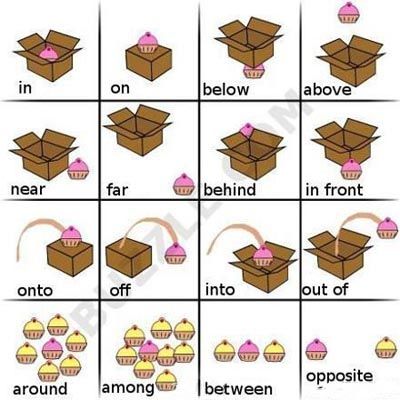 in
on
below
above
near
far
behind
in front
onto
off
into
out of
around
among
between
opposite
BUZZLE.COM